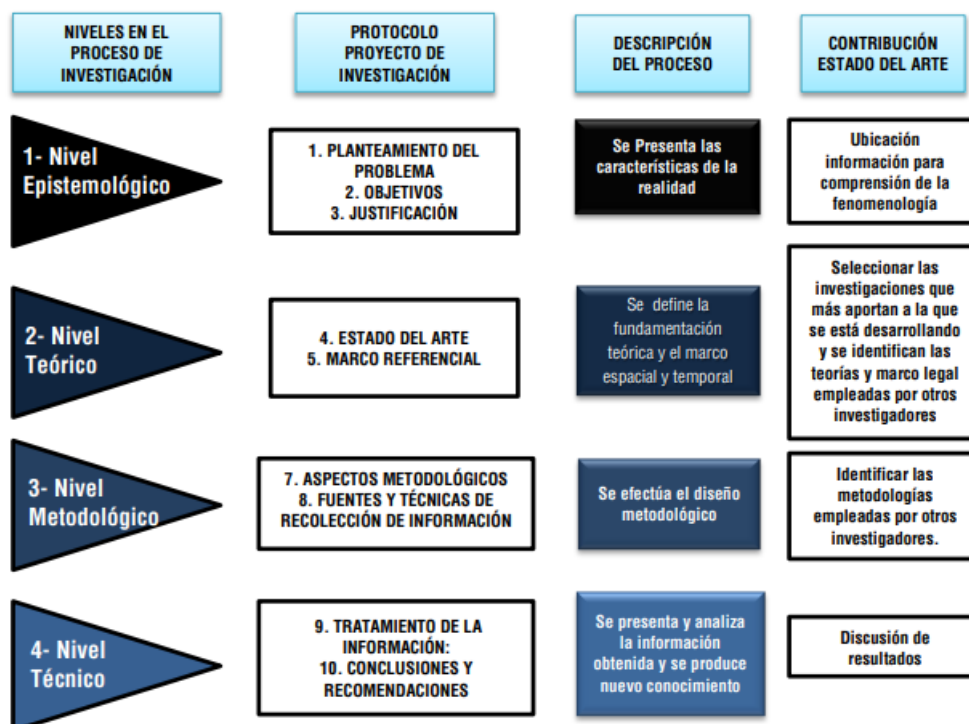 NIVELES EN EL
PROCESO DE
INVESTIGACIÓN
PROTOCOLO
PROYECTO DE
INVESTIGACIÓN
DESCRIPCIÓN
DEL PROCESO
CONTRIBUCIÓN
ESTADO DEL ARTE
1- Nivel
Epistemológico
1. PLANTEAMIENTO DEL
PROBLEMA
2. OBJETIVOS
3. JUSTIFICACIÓN
Se Presenta las
características de la
realidad
Ubicación
información para
comprensión de la
fenomenología
2- Nivel
Teórico
4. ESTADO DEL ARTE
5. MARCO REFERENCIAL
Se define la
fundamentación
teórica y el marco
espacial y temporal
Seleccionar las
investigaciones que
más aportan a la que
se está desarrollando
y se identifican las
teorías y marco legal
empleadas por otros
investigadores
3- Nivel
Metodológico
7. ASPECTOS METODOLÓGICOS
8. FUENTES Y TÉCNICAS DE
RECOLECCIÓN DE INFORMACIÓN
Se efectúa el diseño
metodológico
Identificar las
metodologías
empleadas por otros
investigadores.
4- Nivel
Técnico
9. TRATAMIENTO DE LA
INFORMACIÓN:
10. CONCLUSIONES Y
RECOMENDACIONES
Se presenta y analiza
la información
obtenida y se produce
nuevo conocimiento
Discusión de
resultados